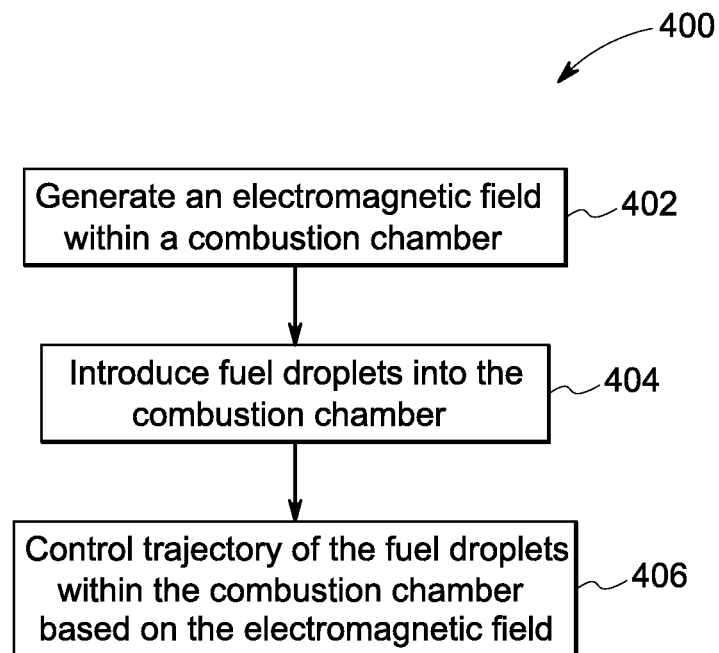 400
Generate an electromagnetic field
within a combustion chamber
402
Introduce fuel droplets into the
combustion chamber
404
Control trajectory of the fuel droplets
within the combustion chamber
based on the electromagnetic field
406